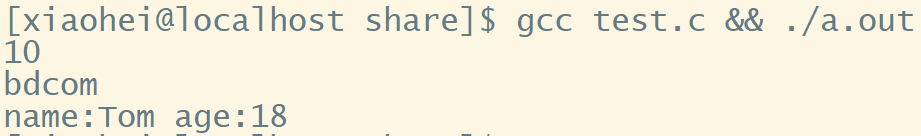 [xiaohei@localhost share]$ gcc test.c && ./a.out
10
bdcom
name:Tom age:18